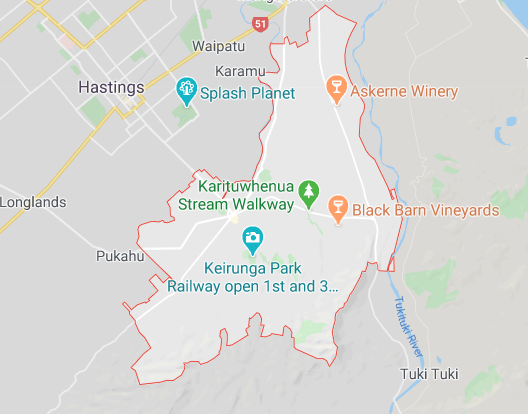 51
Waipatu
Karamu
Hastings
Splash Planet
Askerne Winery
Karituwhenua
Stream Walkway
Longlands
Black Barn Vineyards
Pukahu
Keirunga Park
Railway open 1st and 3...
Tukituki River
Tuki Tuki